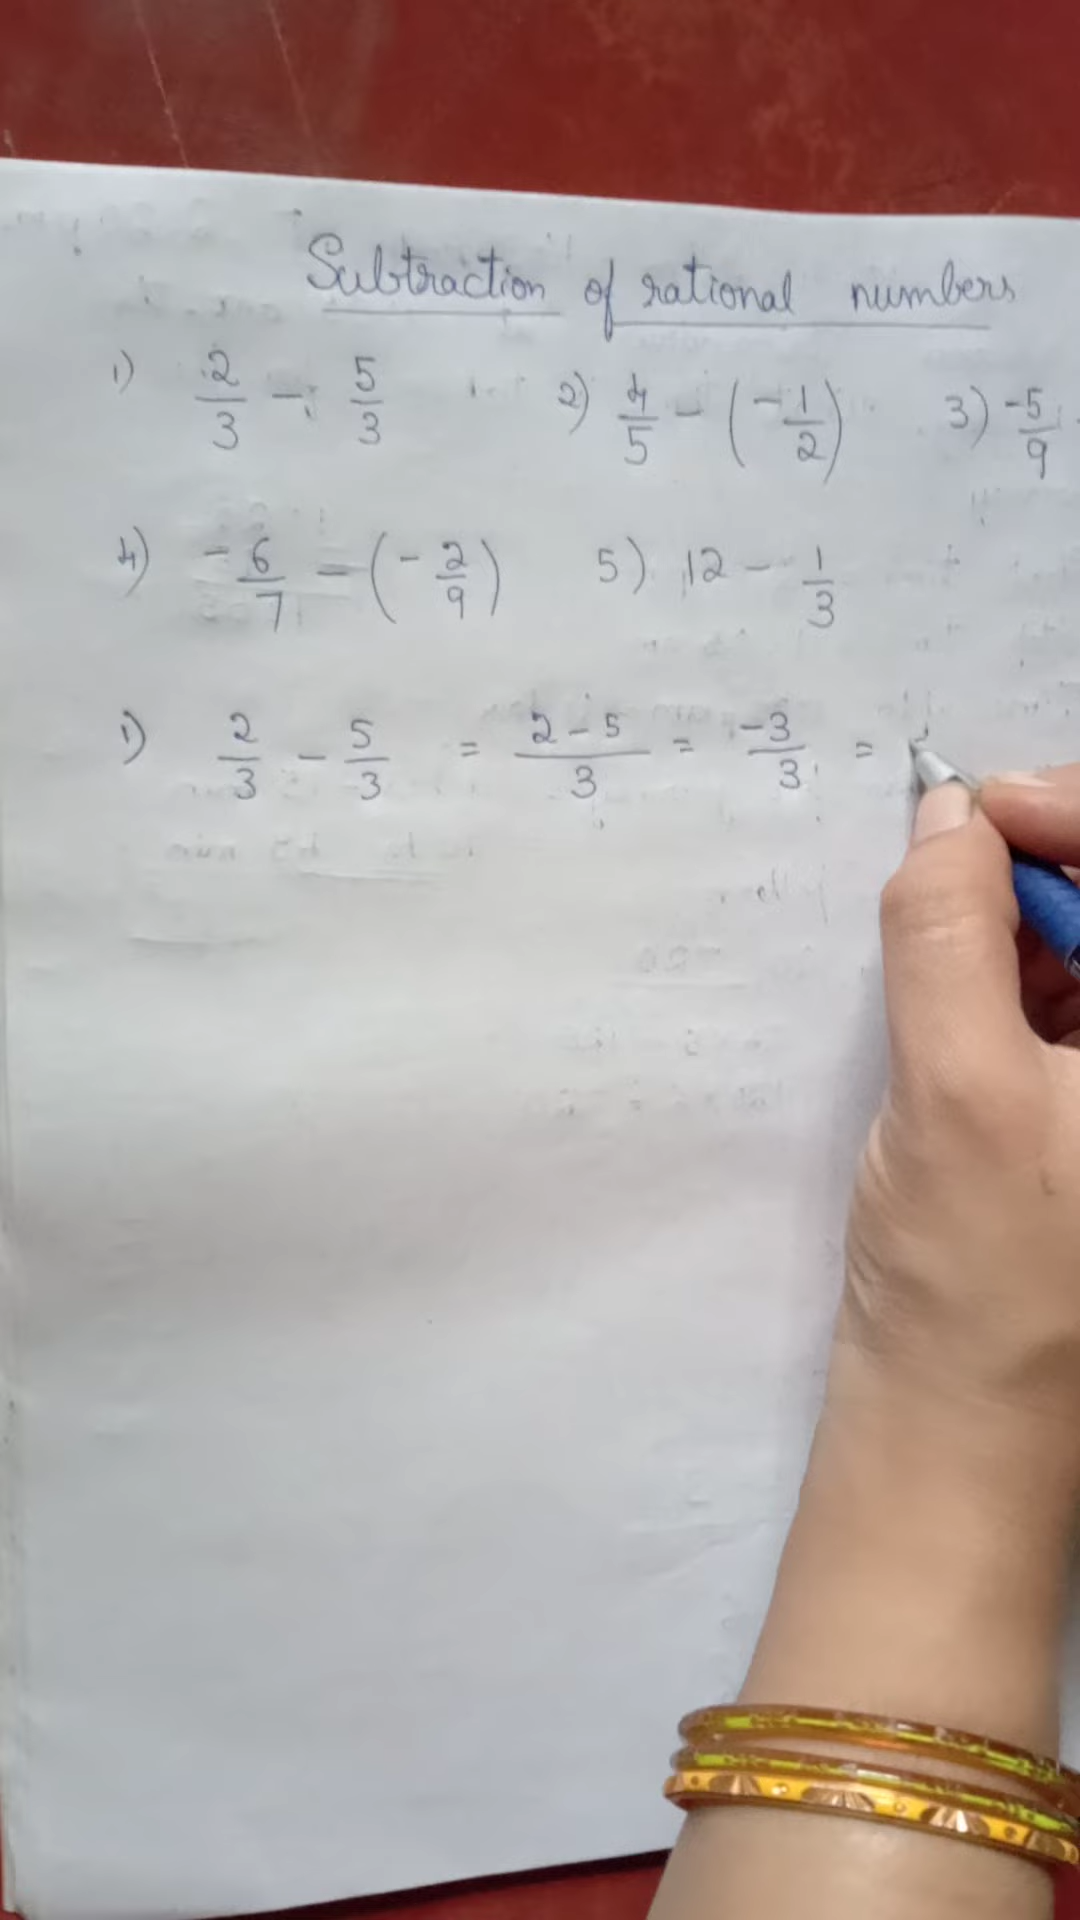 Subtraction of rational numbers
1) 2/3 - 5/3 2) 4/5 - (-1/2) 3) -5/9 -
4) -6/7 - (-2/9) 5) 12 - 1/3
1) 2/3 - 5/3 = 2-5/3 = -3/3 =